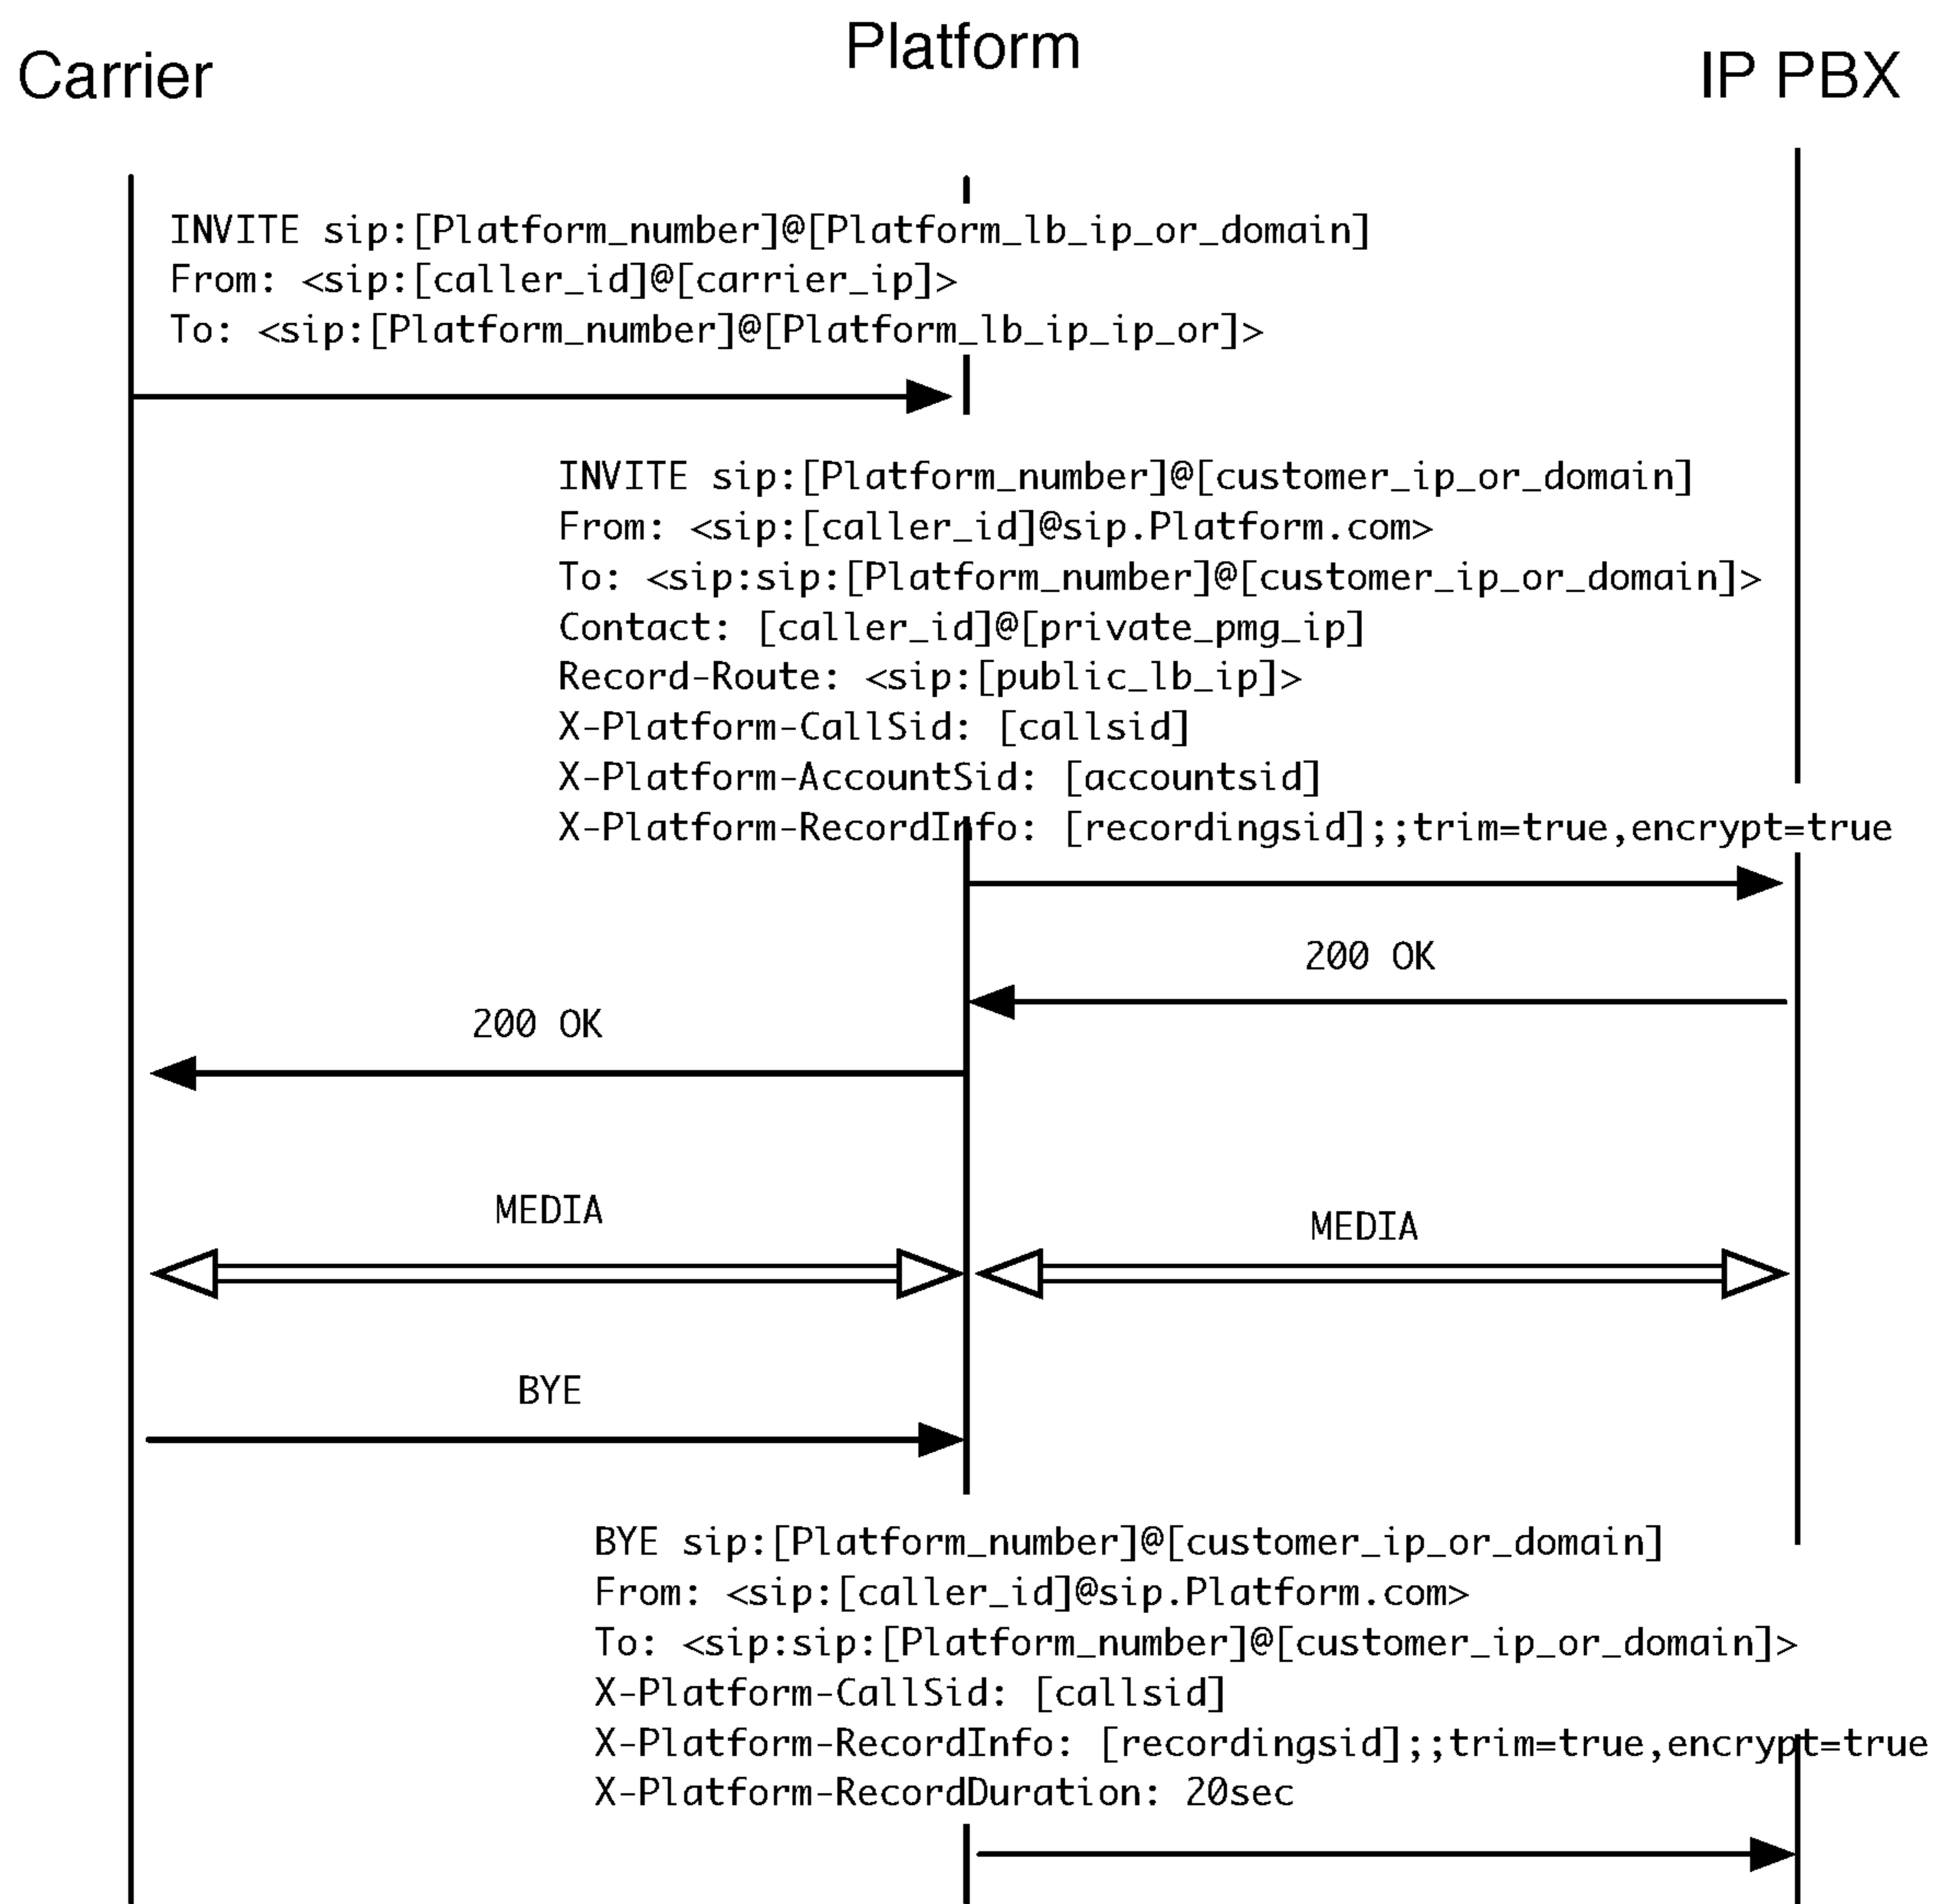 Carrier
Platform
IP PBX
INVITE sip:[Platform_number]@[Platform_lb_ip_or_domain]
From: <sip:[caller_id]@[carrier_ip]>
To: <sip:[Platform_number]@[Platform_lb_ip_ip_or]>
INVITE sip:[Platform_number]@[customer_ip_or_domain]
From: <sip:[caller_id]@sip.Platform.com>
To: <sip:sip:[Platform_number]@[customer_ip_or_domain]>
Contact: [caller_id]@[private_pmg_ip]
Record-Route: <sip:[public_lb_ip]>
X-Platform-CallSid: [callsid]
X-Platform-AccountSid: [accountsid]
X-Platform-RecordInfo: [recordingsid];;trim=true,encrypt=true
200 OK
200 OK
MEDIA
MEDIA
BYE
BYE sip:[Platform_number]@[customer_ip_or_domain]
From: <sip:[caller_id]@sip.Platform.com>
To: <sip:sip:[Platform_number]@[customer_ip_or_domain]>
X-Platform-CallSid: [callsid]
X-Platform-RecordInfo: [recordingsid];;trim=true,encrypt=true
X-Platform-RecordDuration: 20sec